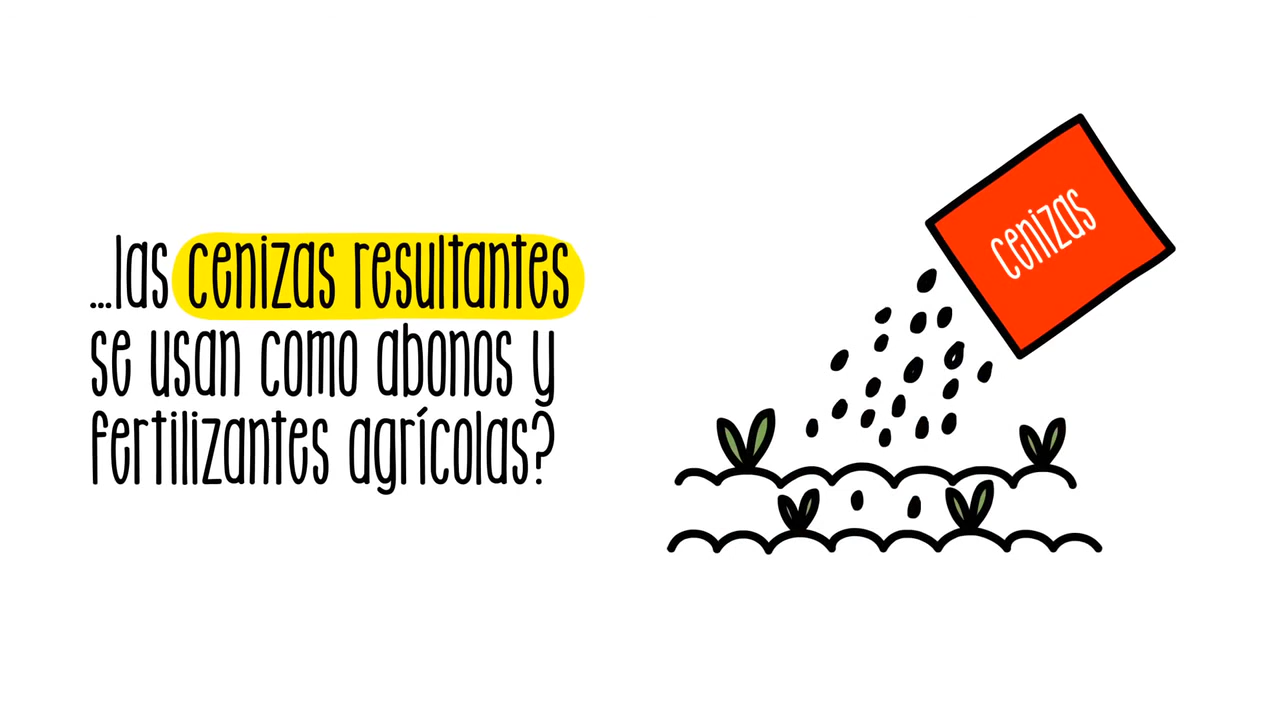 ...las cenizas resultantes
se usan como abonos y
fertilizantes agrícolas?
cenizas